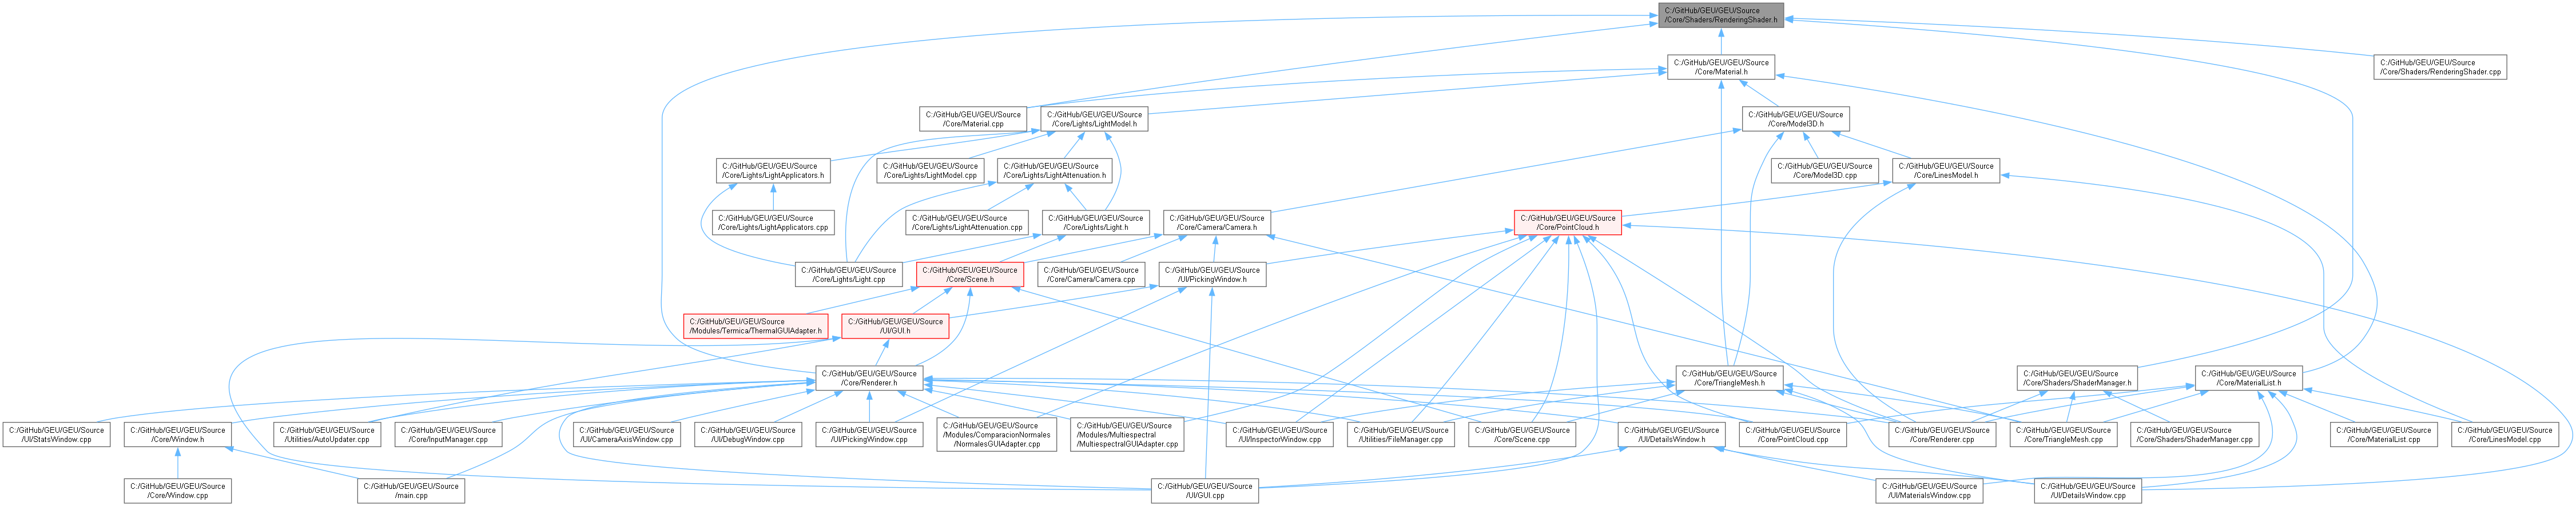 C:/GitHub/GEU/GEU/Source
/Core/Shaders/RenderingShader.h
C:/GitHub/GEU/GEU/Source
/Core/Material.h
C:/GitHub/GEU/GEU/Source
/Core/Shaders/RenderingShader.cpp
C:/GitHub/GEU/GEU/Source
/Core/Material.cpp
C:/GitHub/GEU/GEU/Source
/Core/Lights/LightModel.h
C:/GitHub/GEU/GEU/Source
/Core/Model3D.h
C:/GitHub/GEU/GEU/Source
/Core/Lights/LightApplicators.h
C:/GitHub/GEU/GEU/Source
/Core/Lights/LightModel.cpp
C:/GitHub/GEU/GEU/Source
/Core/Lights/LightAttenuation.h
C:/GitHub/GEU/GEU/Source
/Core/Model3D.cpp
C:/GitHub/GEU/GEU/Source
/Core/LinesModel.h
C:/GitHub/GEU/GEU/Source
/Core/Lights/LightApplicators.cpp
C:/GitHub/GEU/GEU/Source
/Core/Lights/LightAttenuation.cpp
C:/GitHub/GEU/GEU/Source
/Core/Lights/Light.h
C:/GitHub/GEU/GEU/Source
/Core/Camera/Camera.h
C:/GitHub/GEU/GEU/Source
/Core/PointCloud.h
C:/GitHub/GEU/GEU/Source
/Core/Lights/Light.cpp
C:/GitHub/GEU/GEU/Source
/Core/Scene.h
C:/GitHub/GEU/GEU/Source
/Core/Camera/Camera.cpp
C:/GitHub/GEU/GEU/Source
/UI/PickingWindow.h
C:/GitHub/GEU/GEU/Source
/Modules/Termica/ThermalGUIAdapter.h
C:/GitHub/GEU/GEU/Source
/UI/GUI.h
C:/GitHub/GEU/GEU/Source
/Core/Renderer.h
C:/GitHub/GEU/GEU/Source
/Core/TriangleMesh.h
C:/GitHub/GEU/GEU/Source
/Core/Shaders/ShaderManager.h
C:/GitHub/GEU/GEU/Source
/Core/MaterialList.h
C:/GitHub/GEU/GEU/Source
/UI/StatsWindow.cpp
C:/GitHub/GEU/GEU/Source
/Core/Window.h
C:/GitHub/GEU/GEU/Source
/Utilities/AutoUpdater.cpp
C:/GitHub/GEU/GEU/Source
/Core/InputManager.cpp
C:/GitHub/GEU/GEU/Source
/UI/CameraAxisWindow.cpp
C:/GitHub/GEU/GEU/Source
/UI/DebugWindow.cpp
C:/GitHub/GEU/GEU/Source
/UI/PickingWindow.cpp
C:/GitHub/GEU/GEU/Source
/Modules/ComparacionNormales
/NormalesGUIAdapter.cpp
C:/GitHub/GEU/GEU/Source
/Modules/Multiespectral
/MultiespectralGUIAdapter.cpp
C:/GitHub/GEU/GEU/Source
/UI/InspectorWindow.cpp
C:/GitHub/GEU/GEU/Source
/Utilities/FileManager.cpp
C:/GitHub/GEU/GEU/Source
/Core/Scene.cpp
C:/GitHub/GEU/GEU/Source
/UI/DetailsWindow.h
C:/GitHub/GEU/GEU/Source
/Core/PointCloud.cpp
C:/GitHub/GEU/GEU/Source
/Core/Renderer.cpp
C:/GitHub/GEU/GEU/Source
/Core/TriangleMesh.cpp
C:/GitHub/GEU/GEU/Source
/Core/Shaders/ShaderManager.cpp
C:/GitHub/GEU/GEU/Source
/Core/MaterialList.cpp
C:/GitHub/GEU/GEU/Source
/Core/LinesModel.cpp
C:/GitHub/GEU/GEU/Source
/Core/Window.cpp
C:/GitHub/GEU/GEU/Source
/main.cpp
C:/GitHub/GEU/GEU/Source
/UI/GUI.cpp
C:/GitHub/GEU/GEU/Source
/UI/MaterialsWindow.cpp
C:/GitHub/GEU/GEU/Source
/UI/DetailsWindow.cpp